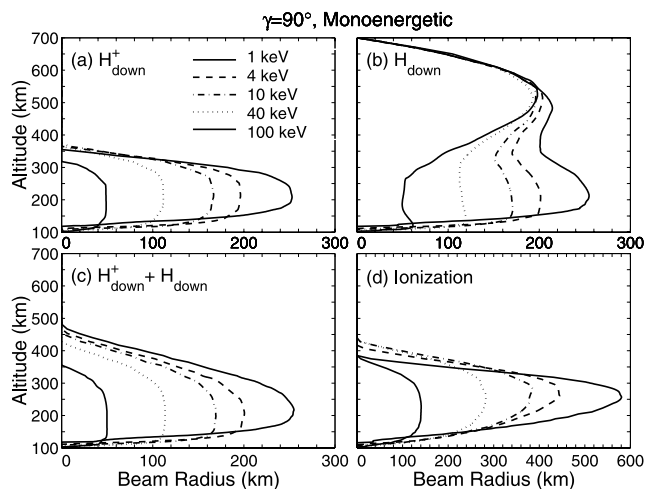 γ=90°, Monoenergetic
(a) H+down
1 keV
4 keV
10 keV
40 keV
100 keV
(b) Hdown
Altitude (km)
700
600
500
400
300
200
100
0 100 200 300
0 100 200 300 400 500 600
(c) H+down + Hdown
(d) Ionization
Altitude (km)
700
600
500
400
300
200
100
0 100 200 300
0 100 200 300 400 500 600
Beam Radius (km)
Beam Radius (km)